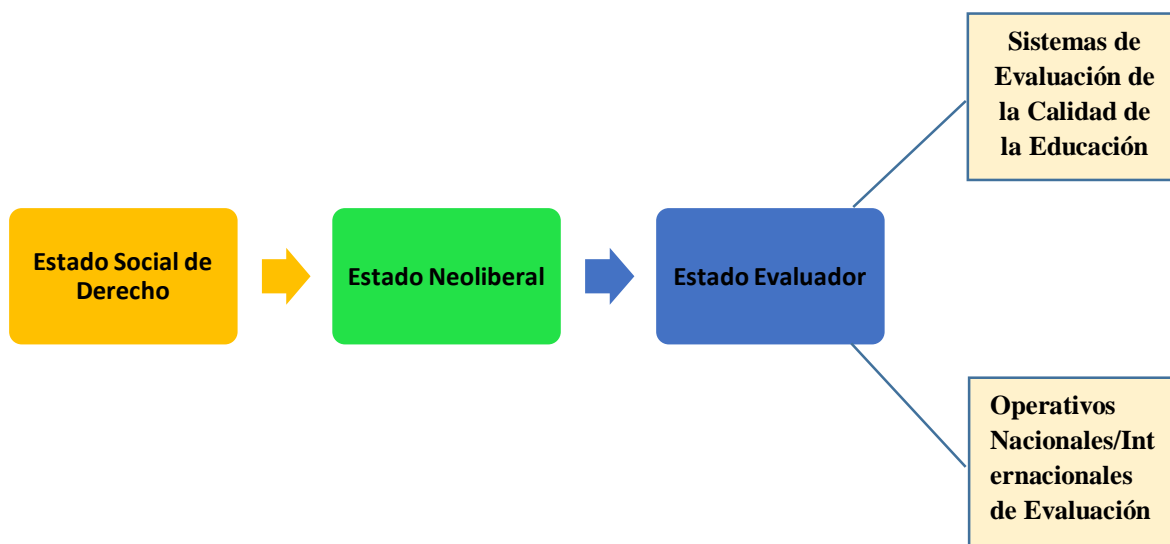 Sistemas de
Evaluación de
la Calidad de
la Educación
Estado Social de
Derecho
Estado Neoliberal
Estado Evaluador
Operativos
Nacionales/Int
ernacionales
de Evaluación